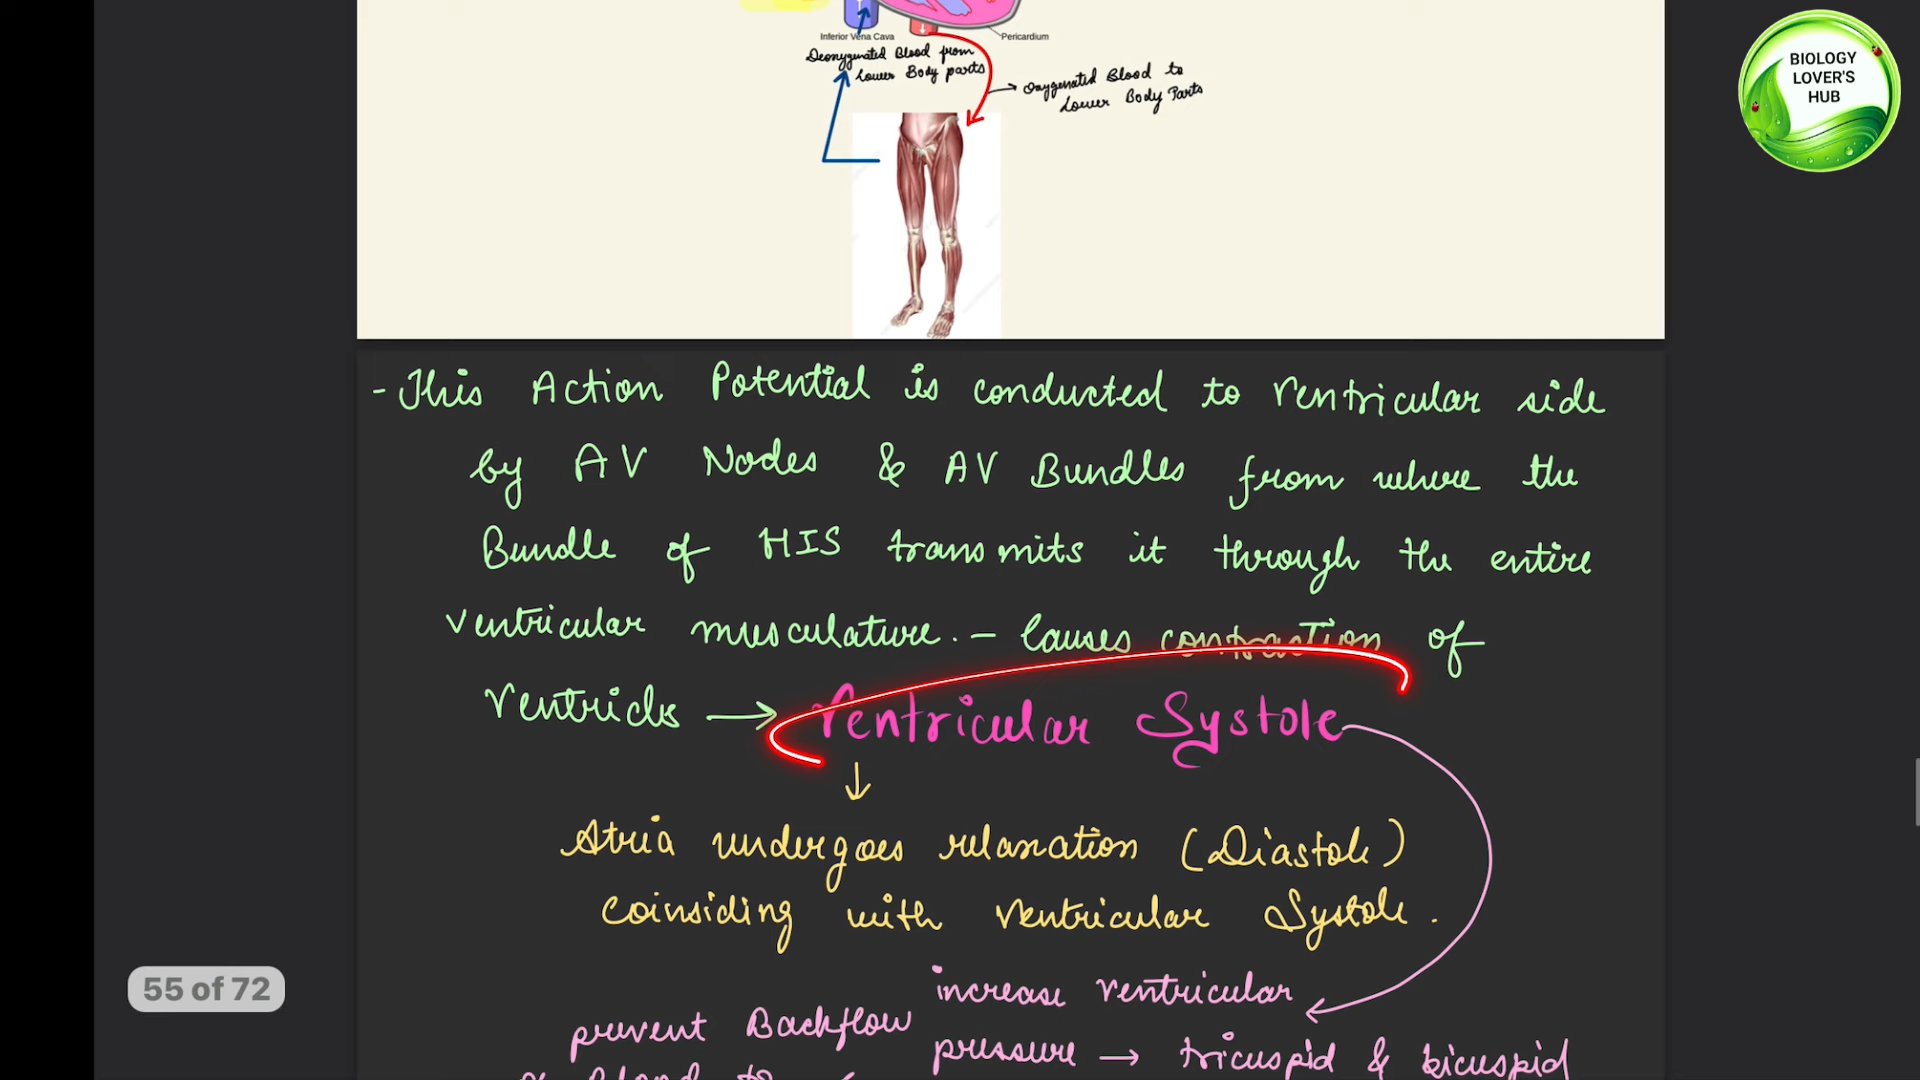 Inferior Vena Cava
Pericardium
Deoxygenated Blood from
Lower Body parts
Oxygenated Blood to
Lower Body Parts
BIOLOGY
LOVER'S
HUB
- This Action Potential is conducted to ventricular side
by AV Nodes & AV Bundles from where the
Bundle of HIS transmits it through the entire
ventricular musculature. - Causes contraction of
Ventricles → Ventricular Systole
↓
Atria undergoes relaxation (Diastole)
Coinsiding with ventricular Systole.
increase ventricular
prevent Backflow
pressure → tricuspid & bicuspid
Blood to
55 of 72